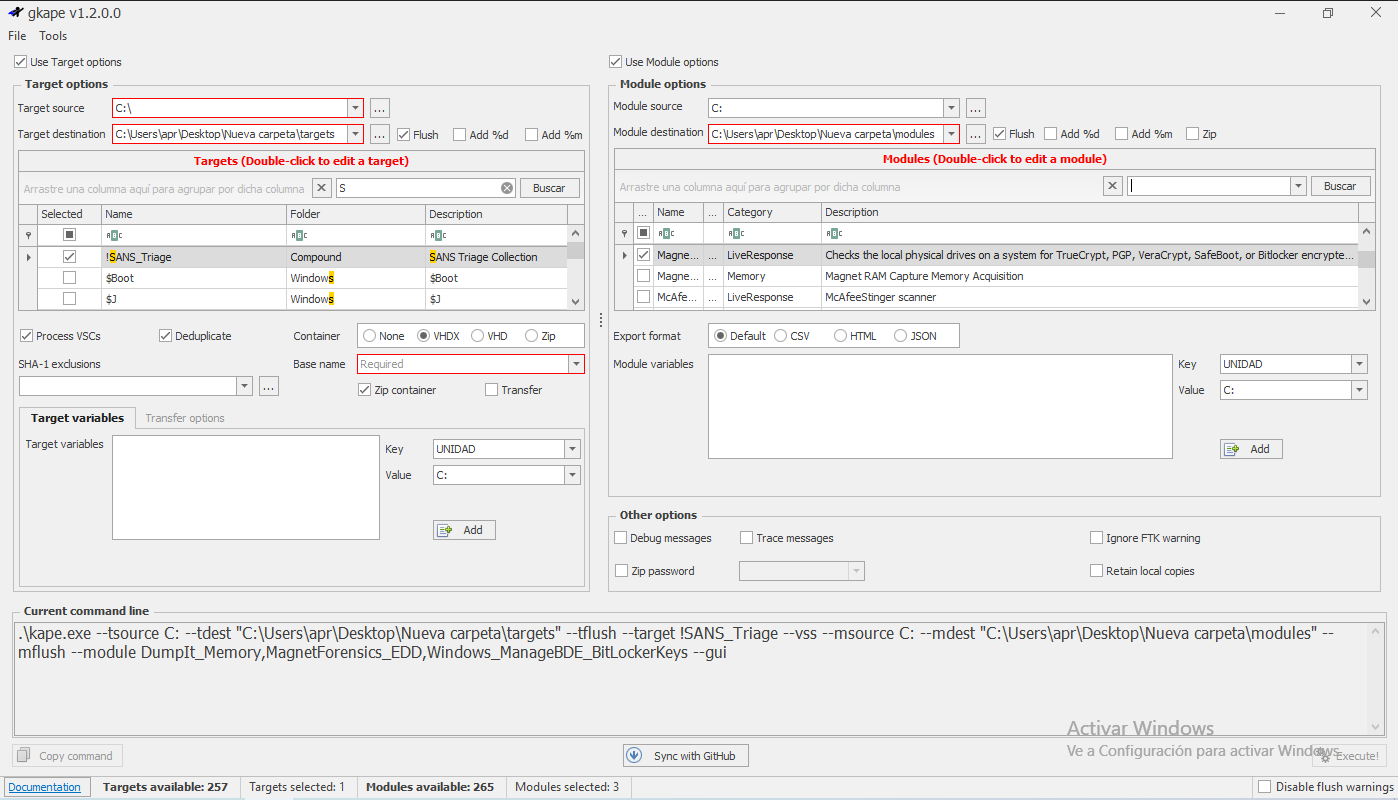 gkape v1.2.0.0
File Tools
Use Target options
Target options
Target source C:\ ...
Target destination C:\Users\apr\Desktop\Nueva carpeta\targets ... Flush Add %d Add %m
Targets (Double-click to edit a target)
Arrastre una columna aquí para agrupar por dicha columna S Buscar
Selected Name Folder Description
ABC ABC ABC
!SANS_Triage Compound SANS Triage Collection
$Boot Windows $Boot
$J Windows $J
Process VSCs Deduplicate Container None VHDX VHD Zip
SHA-1 exclusions Base name Required
... Zip container Transfer
Target variables Transfer options
Target variables Key UNIDAD
Value C:
Add
Use Module options
Module options
Module source C: ...
Module destination C:\Users\apr\Desktop\Nueva carpeta\modules ... Flush Add %d Add %m Zip
Modules (Double-click to edit a module)
Arrastre una columna aquí para agrupar por dicha columna Buscar
... Name ... Category Description
ABC ABC ABC
Magne... ... LiveResponse Checks the local physical drives on a system for TrueCrypt, PGP, VeraCrypt, SafeBoot, or Bitlocker encrypte...
Magne... ... Memory Magnet RAM Capture Memory Acquisition
McAfee... ... LiveResponse McAfeeStinger scanner
Export format Default CSV HTML JSON
Module variables Key UNIDAD
Value C:
Add
Other options
Debug messages Trace messages Ignore FTK warning
Zip password Retain local copies
Current command line
.\kape.exe --tsource C: --tdest "C:\Users\apr\Desktop\Nueva carpeta\targets" --tflush --target !SANS_Triage --vss --msource C: --mdest "C:\Users\apr\Desktop\Nueva carpeta\modules" --
mflush --module DumpIt_Memory,MagnetForensics_EDD,Windows_ManageBDE_BitLockerKeys --gui
Activar Windows
Ve a Configuración para activar Windows.
Copy command Sync with GitHub Execute!
Documentation Targets available: 257 Targets selected: 1 Modules available: 265 Modules selected: 3 Disable flush warnings